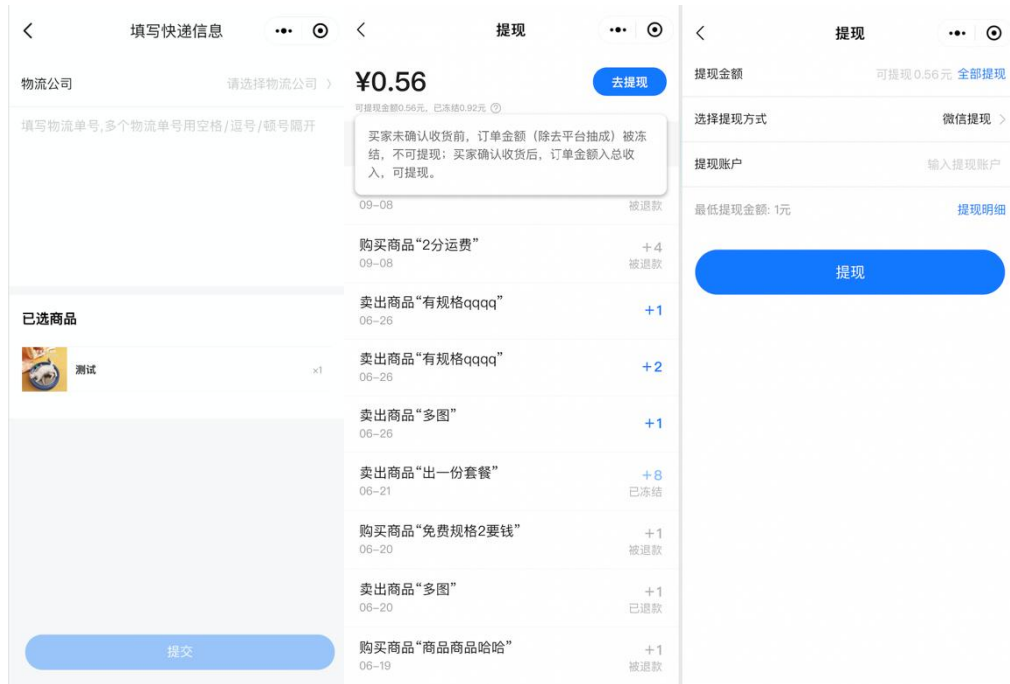 填写快递信息
物流公司
请选择物流公司
填写物流单号,多个物流单号用空格/逗号/顿号隔开
已选商品
测试
×1
提交
提现
¥0.56
去提现
可提现金额0.56元，已冻结0.92元
买家未确认收货前，订单金额（除去平台抽成）被冻
结，不可提现；买家确认收货后，订单金额入总收
入，可提现。
09-08
被退款
购买商品“2分运费”
+4
09-08
被退款
卖出商品“有规格qqqq”
+1
06-26
卖出商品“有规格qqqq”
+2
06-26
卖出商品“多图”
+1
06-26
卖出商品“出一份套餐”
+8
06-21
已冻结
购买商品“免费规格2要钱”
+1
06-20
被退款
卖出商品“多图”
+1
06-20
已退款
购买商品“商品商品哈哈”
+1
06-19
被退款
提现
提现金额
可提现0.56元 全部提现
选择提现方式
微信提现
提现账户
输入提现账户
最低提现金额: 1元
提现明细
提现